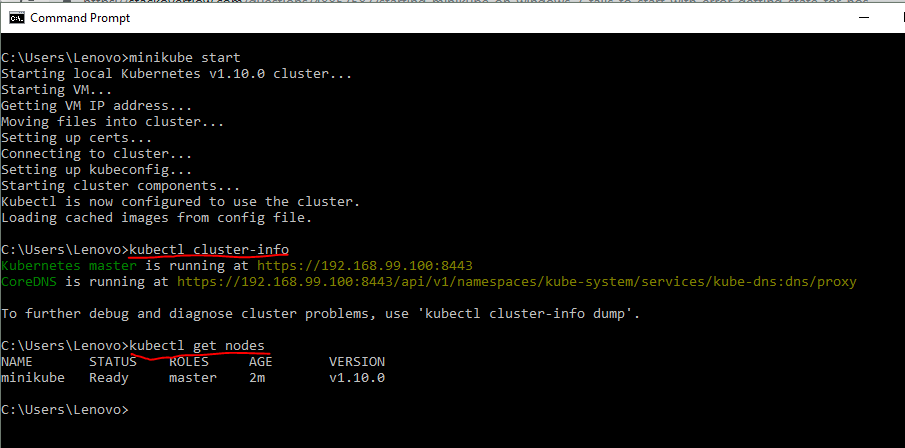 Command Prompt
C:\Users\Lenovo>minikube start
Starting local Kubernetes v1.10.0 cluster...
Starting VM...
Getting VM IP address...
Moving files into cluster...
Setting up certs...
Connecting to cluster...
Setting up kubeconfig...
Starting cluster components...
Kubectl is now configured to use the cluster.
Loading cached images from config file.
C:\Users\Lenovo>kubectl cluster-info
Kubernetes master is running at https://192.168.99.100:8443
CoreDNS is running at https://192.168.99.100:8443/api/v1/namespaces/kube-system/services/kube-dns:dns/proxy
To further debug and diagnose cluster problems, use 'kubectl cluster-info dump'.
C:\Users\Lenovo>kubectl get nodes
NAME STATUS ROLES AGE VERSION
minikube Ready master 2m v1.10.0
C:\Users\Lenovo>